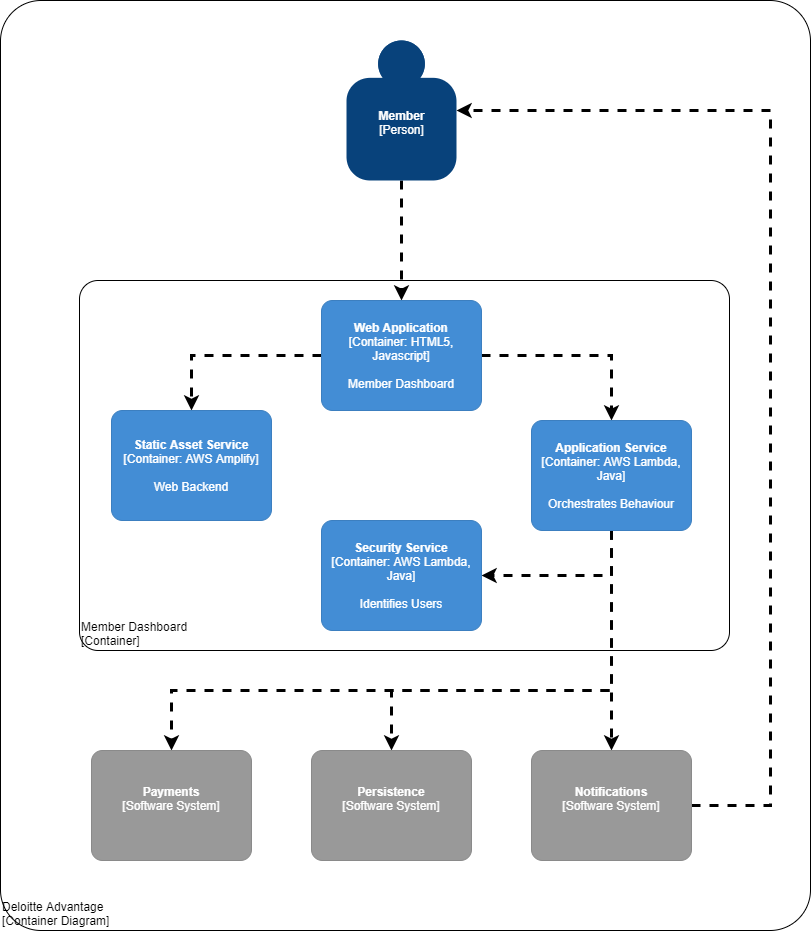 Member
[Person]
Web Application
[Container: HTML5,
Javascript]
Member Dashboard
Static Asset Service
[Container: AWS Amplify]
Web Backend
Application Service
[Container: AWS Lambda,
Java]
Orchestrates Behaviour
Security Service
[Container: AWS Lambda,
Java]
Identifies Users
Member Dashboard
[Container]
Payments
[Software System]
Persistence
[Software System]
Notifications
[Software System]
Deloitte Advantage
[Container Diagram]